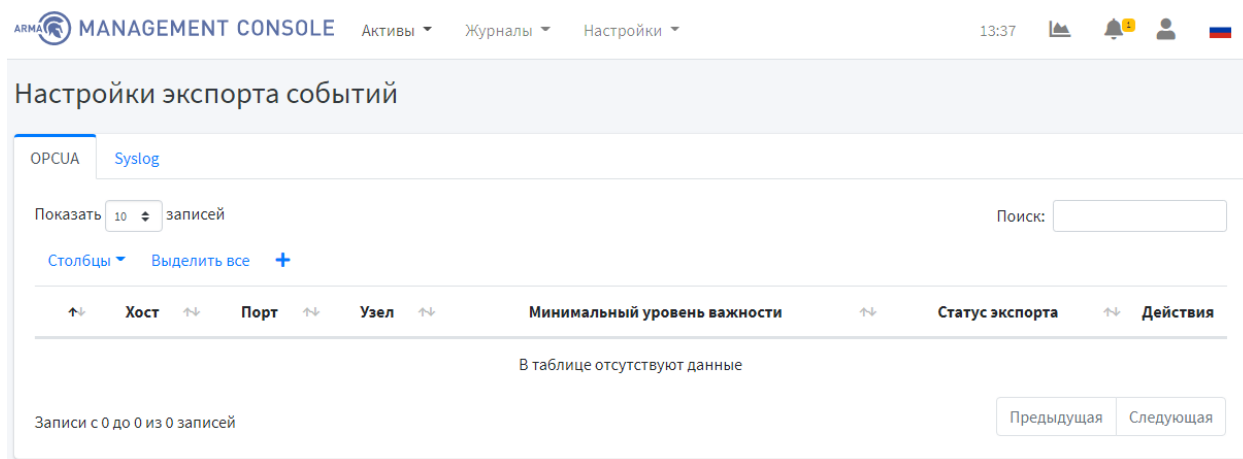 ARMA MANAGEMENT CONSOLE Активы Журналы Настройки 13:37 1
Настройки экспорта событий
OPCUA Syslog
Показать 10 записей Поиск:
Столбцы Выделить все +
Хост Порт Узел Минимальный уровень важности Статус экспорта Действия
В таблице отсутствуют данные
Записи с 0 до 0 из 0 записей Предыдущая Следующая